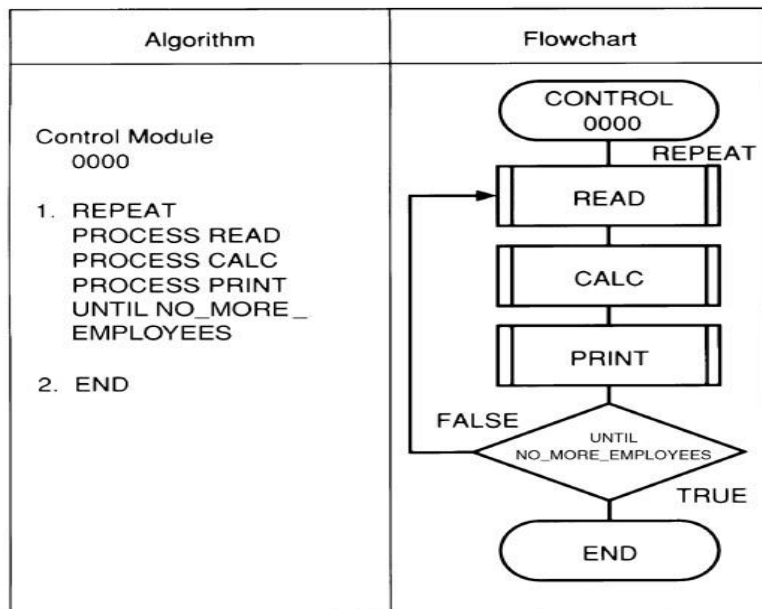 Algorithm
Flowchart
Control Module
0000
1. REPEAT
PROCESS READ
PROCESS CALC
PROCESS PRINT
UNTIL NO_MORE_
EMPLOYEES
2. END
CONTROL
0000
REPEAT
READ
CALC
PRINT
FALSE
UNTIL
NO_MORE_EMPLOYEES
TRUE
END